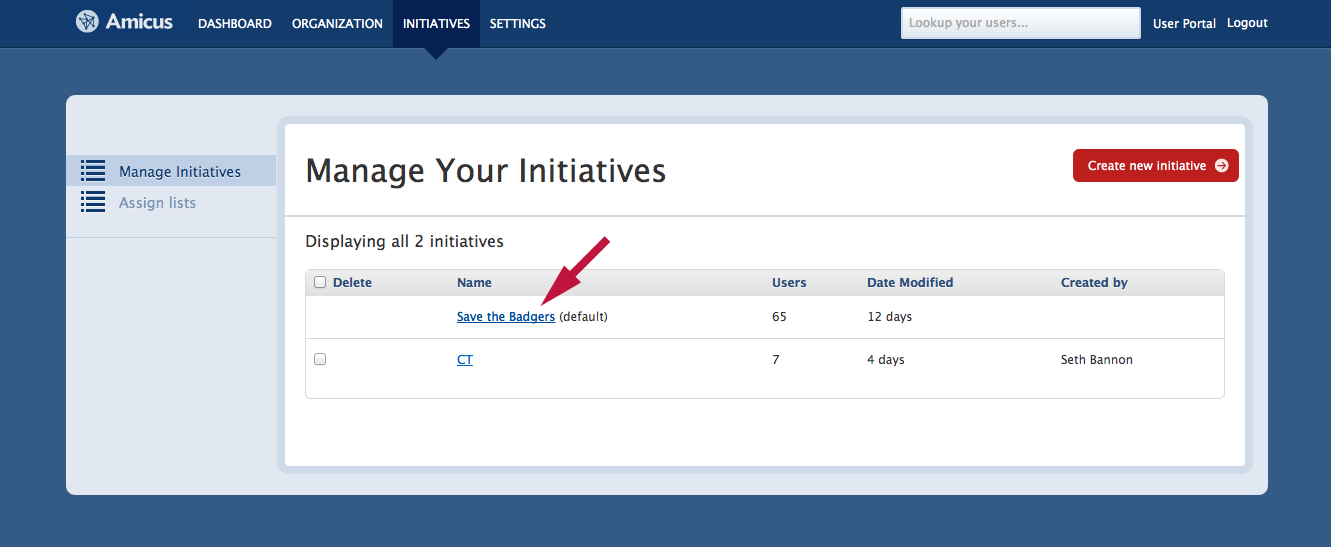 Amicus DASHBOARD ORGANIZATION INITIATIVES SETTINGS Lookup your users... User Portal Logout
Manage Initiatives
Assign lists
Manage Your Initiatives
Create new initiative
Displaying all 2 initiatives
Delete Name Users Date Modified Created by
Save the Badgers (default) 65 12 days
CT 7 4 days Seth Bannon